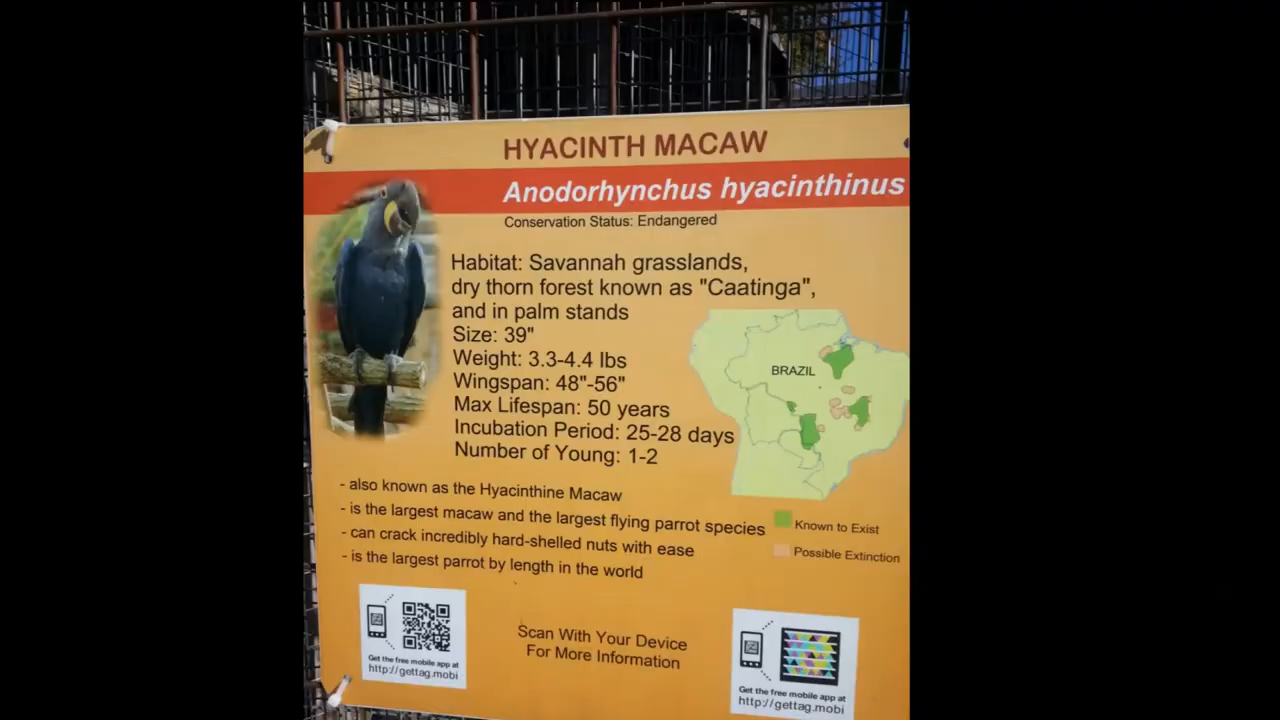 HYACINTH MACAW
Anodorhynchus hyacinthinus
Conservation Status: Endangered
Habitat: Savannah grasslands,
dry thorn forest known as "Caatinga",
and in palm stands
Size: 39"
Weight: 3.3-4.4 lbs
Wingspan: 48"-56"
Max Lifespan: 50 years
Incubation Period: 25-28 days
Number of Young: 1-2
BRAZIL
- also known as the Hyacinthine Macaw
- is the largest macaw and the largest flying parrot species
- can crack incredibly hard-shelled nuts with ease
- is the largest parrot by length in the world
Known to Exist
Possible Extinction
Get the free mobile app at
http://gettag.mobi
Scan With Your Device
For More Information
Get the free mobile app at
http://gettag.mobi